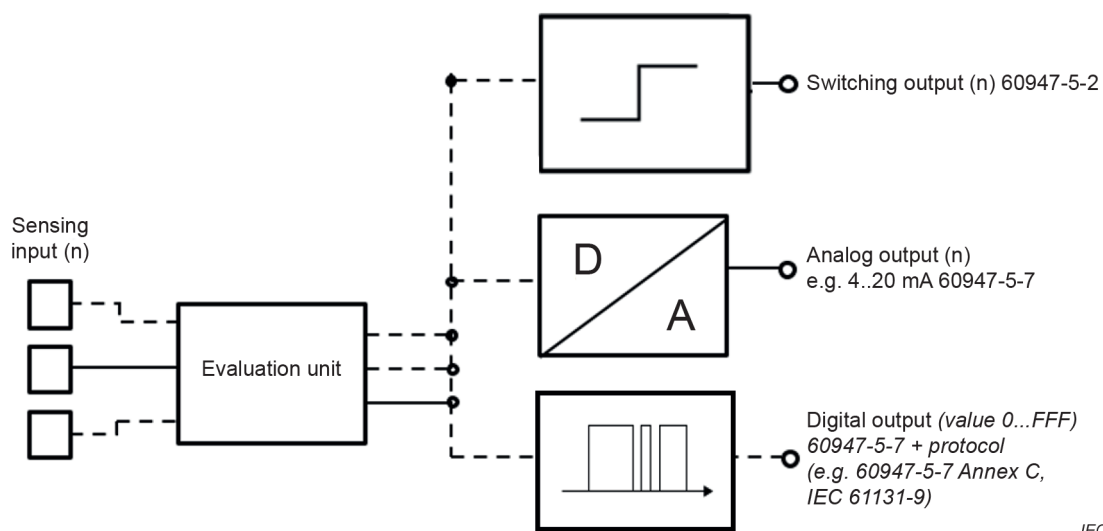 Switching output (n) 60947-5-2
Sensing
input (n)
D
A
Analog output (n)
e.g. 4..20 mA 60947-5-7
Evaluation unit
Digital output (value 0...FFF)
60947-5-7 + protocol
(e.g. 60947-5-7 Annex C,
IEC 61131-9)
IEC